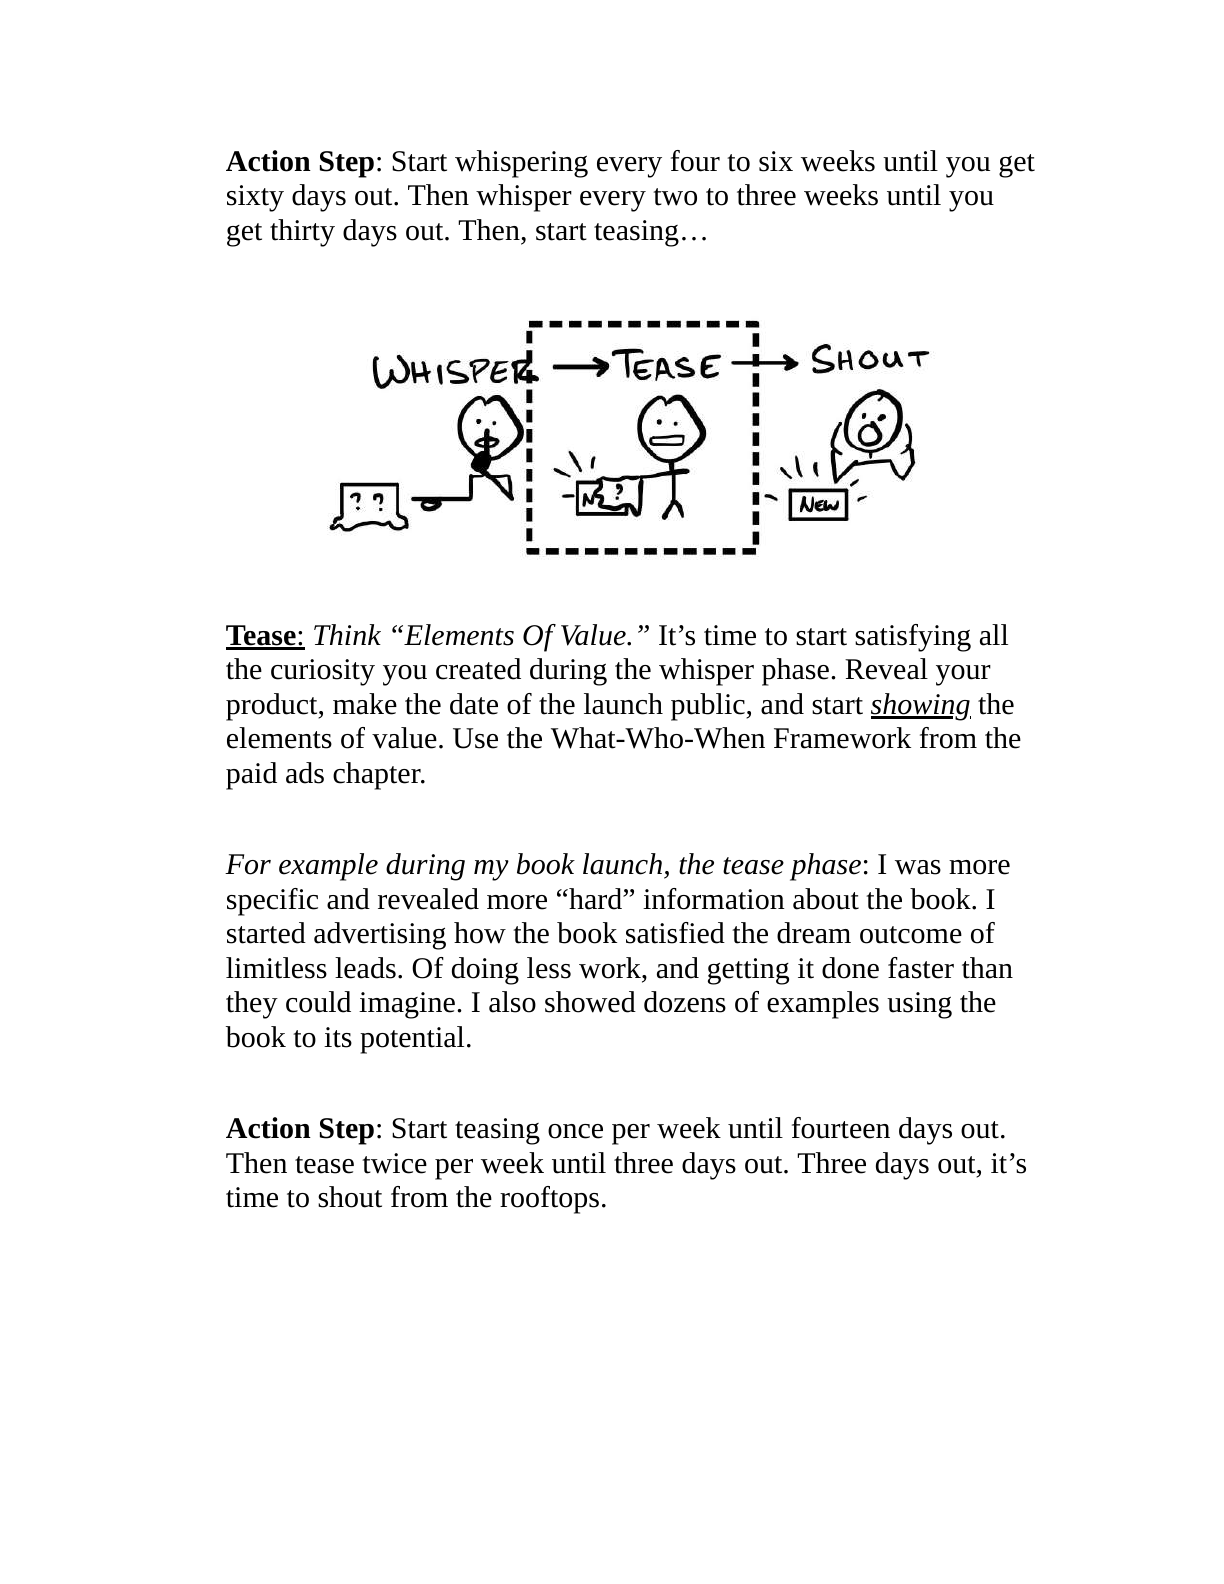 Action Step: Start whispering every four to six weeks until you get
sixty days out. Then whisper every two to three weeks until you
get thirty days out. Then, start teasing…
WHISPER → TEASE → SHOUT
? ?
N ?
NEW
Tease: Think “Elements Of Value.” It’s time to start satisfying all
the curiosity you created during the whisper phase. Reveal your
product, make the date of the launch public, and start showing the
elements of value. Use the What-Who-When Framework from the
paid ads chapter.
For example during my book launch, the tease phase: I was more
specific and revealed more “hard” information about the book. I
started advertising how the book satisfied the dream outcome of
limitless leads. Of doing less work, and getting it done faster than
they could imagine. I also showed dozens of examples using the
book to its potential.
Action Step: Start teasing once per week until fourteen days out.
Then tease twice per week until three days out. Three days out, it’s
time to shout from the rooftops.